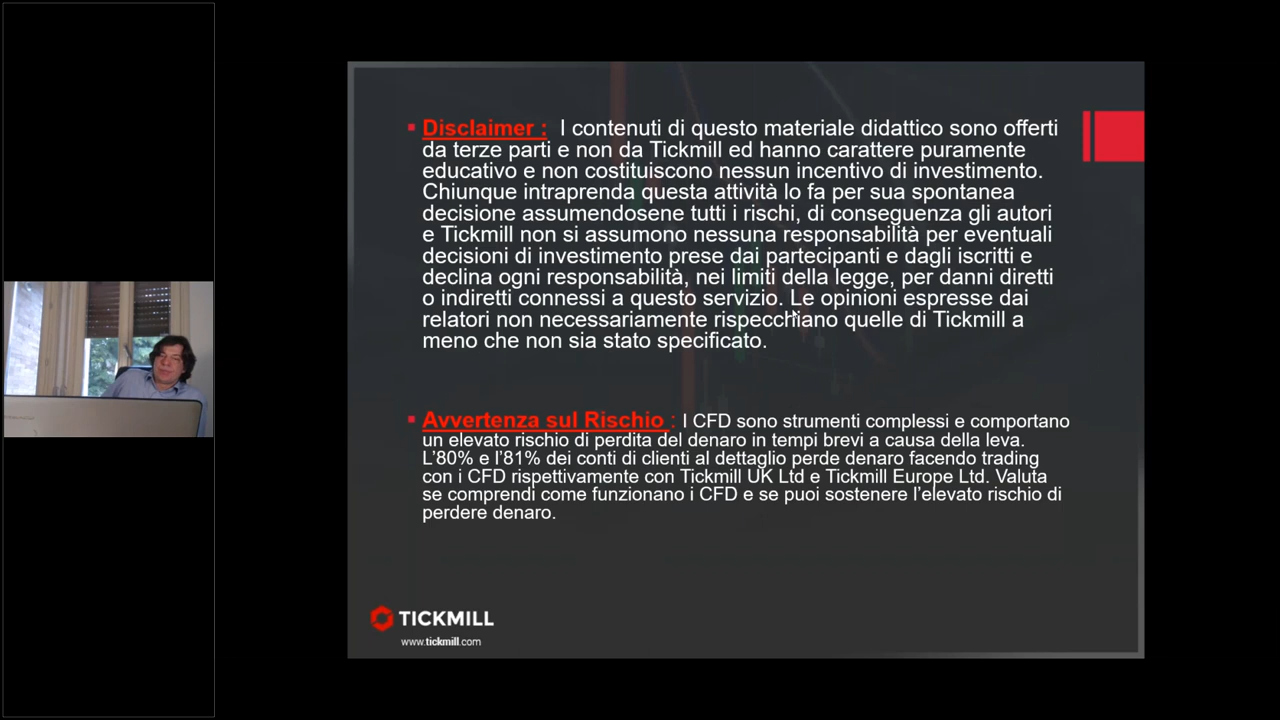 Disclaimer : I contenuti di questo materiale didattico sono offerti
da terze parti e non da Tickmill ed hanno carattere puramente
educativo e non costituiscono nessun incentivo di investimento.
Chiunque intraprenda questa attività lo fa per sua spontanea
decisione assumendosene tutti i rischi, di conseguenza gli autori
e Tickmill non si assumono nessuna responsabilità per eventuali
decisioni di investimento prese dai partecipanti e dagli iscritti e
declina ogni responsabilità, nei limiti della legge, per danni diretti
o indiretti connessi a questo servizio. Le opinioni espresse dai
relatori non necessariamente rispecchiano quelle di Tickmill a
meno che non sia stato specificato.
Avvertenza sul Rischio : I CFD sono strumenti complessi e comportano
un elevato rischio di perdita del denaro in tempi brevi a causa della leva.
L'80% e l'81% dei conti di clienti al dettaglio perde denaro facendo trading
con i CFD rispettivamente con Tickmill UK Ltd e Tickmill Europe Ltd. Valuta
se comprendi come funzionano i CFD e se puoi sostenere l'elevato rischio di
perdere denaro.
TICKMILL
www.tickmill.com